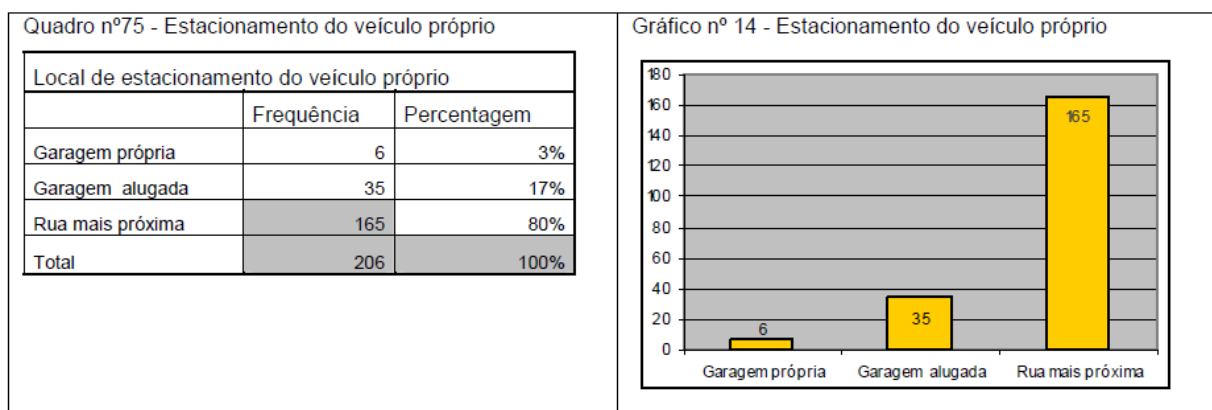 Quadro nº75 - Estacionamento do veículo próprio
Local de estacionamento do veículo próprio
Frequência Percentagem
Garagem própria 6 3%
Garagem alugada 35 17%
Rua mais próxima 165 80%
Total 206 100%
Gráfico nº 14 - Estacionamento do veículo próprio
180
160
140
120
100
80
60
40
20
0
6
35
165
Garagem própria Garagem alugada Rua mais próxima